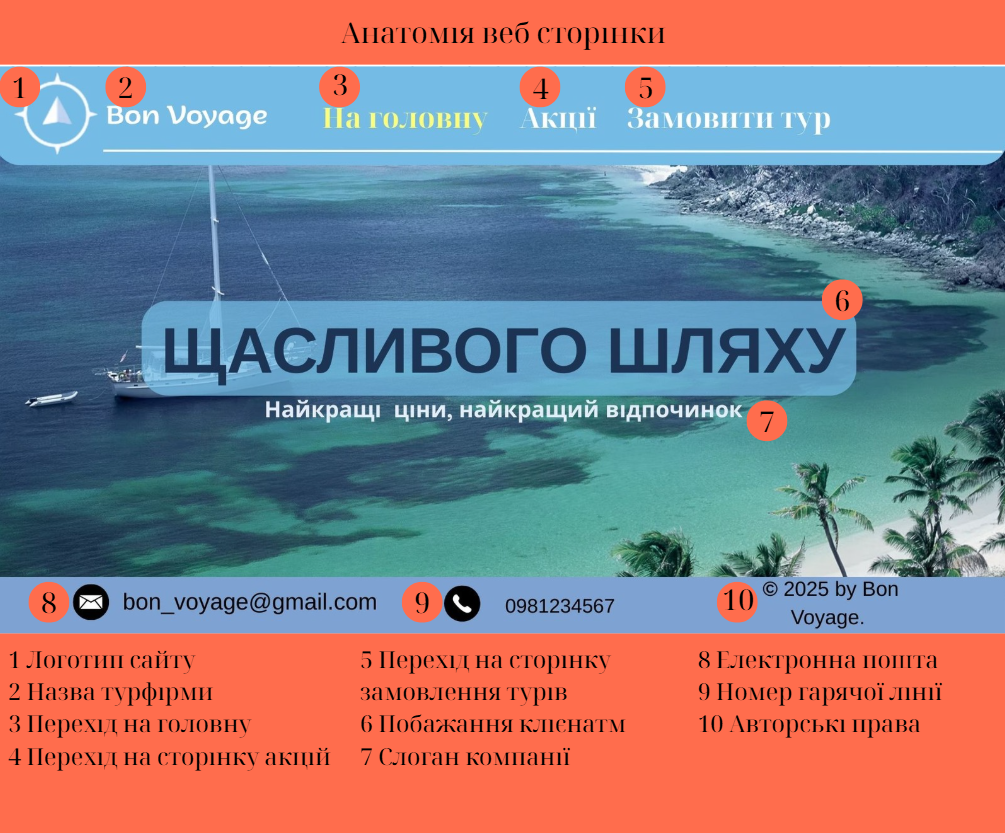 Анатомія веб сторінки
1
2
3
4
5
Bon Voyage
На головну
Акції
Замовити тур
6
ЩАСЛИВОГО ШЛЯХУ
Найкращі ціни, найкращий відпочинок
7
8
bon_voyage@gmail.com
9
0981234567
10
© 2025 by Bon
Voyage.
1 Логотип сайту
2 Назва турфірми
3 Перехід на головну
4 Перехід на сторінку акцій
5 Перехід на сторінку
замовлення турів
6 Побажання клієнатм
7 Слоган компанії
8 Електронна пошта
9 Номер гарячої лінії
10 Авторські права